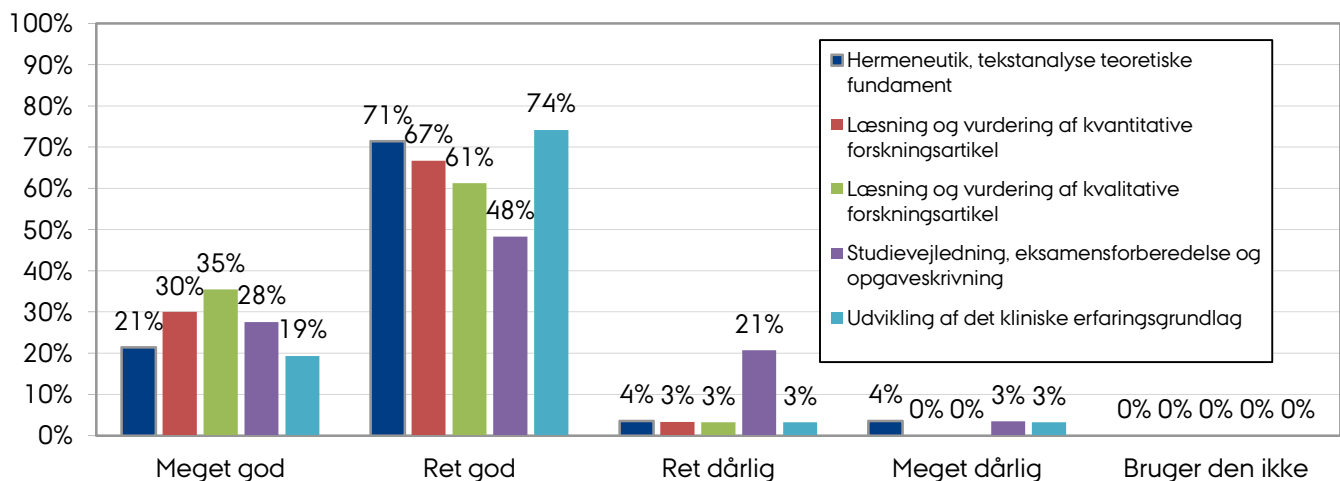 100%
90%
80%
70%
60%
50%
40%
30%
20%
10%
0%
21% 30% 35% 28% 19%
71% 67% 61% 48% 74%
4% 3% 3% 21% 3%
4% 0% 0% 3% 3%
0% 0% 0% 0% 0%
Meget god Ret god Ret dårlig Meget dårlig Bruger den ikke
Hermeneutik, tekstanalyse teoretiske
fundament
Læsning og vurdering af kvantitative
forskningsartikel
Læsning og vurdering af kvalitative
forskningsartikel
Studievejledning, eksamensforberedelse og
opgaveskrivning
Udvikling af det kliniske erfaringsgrundlag